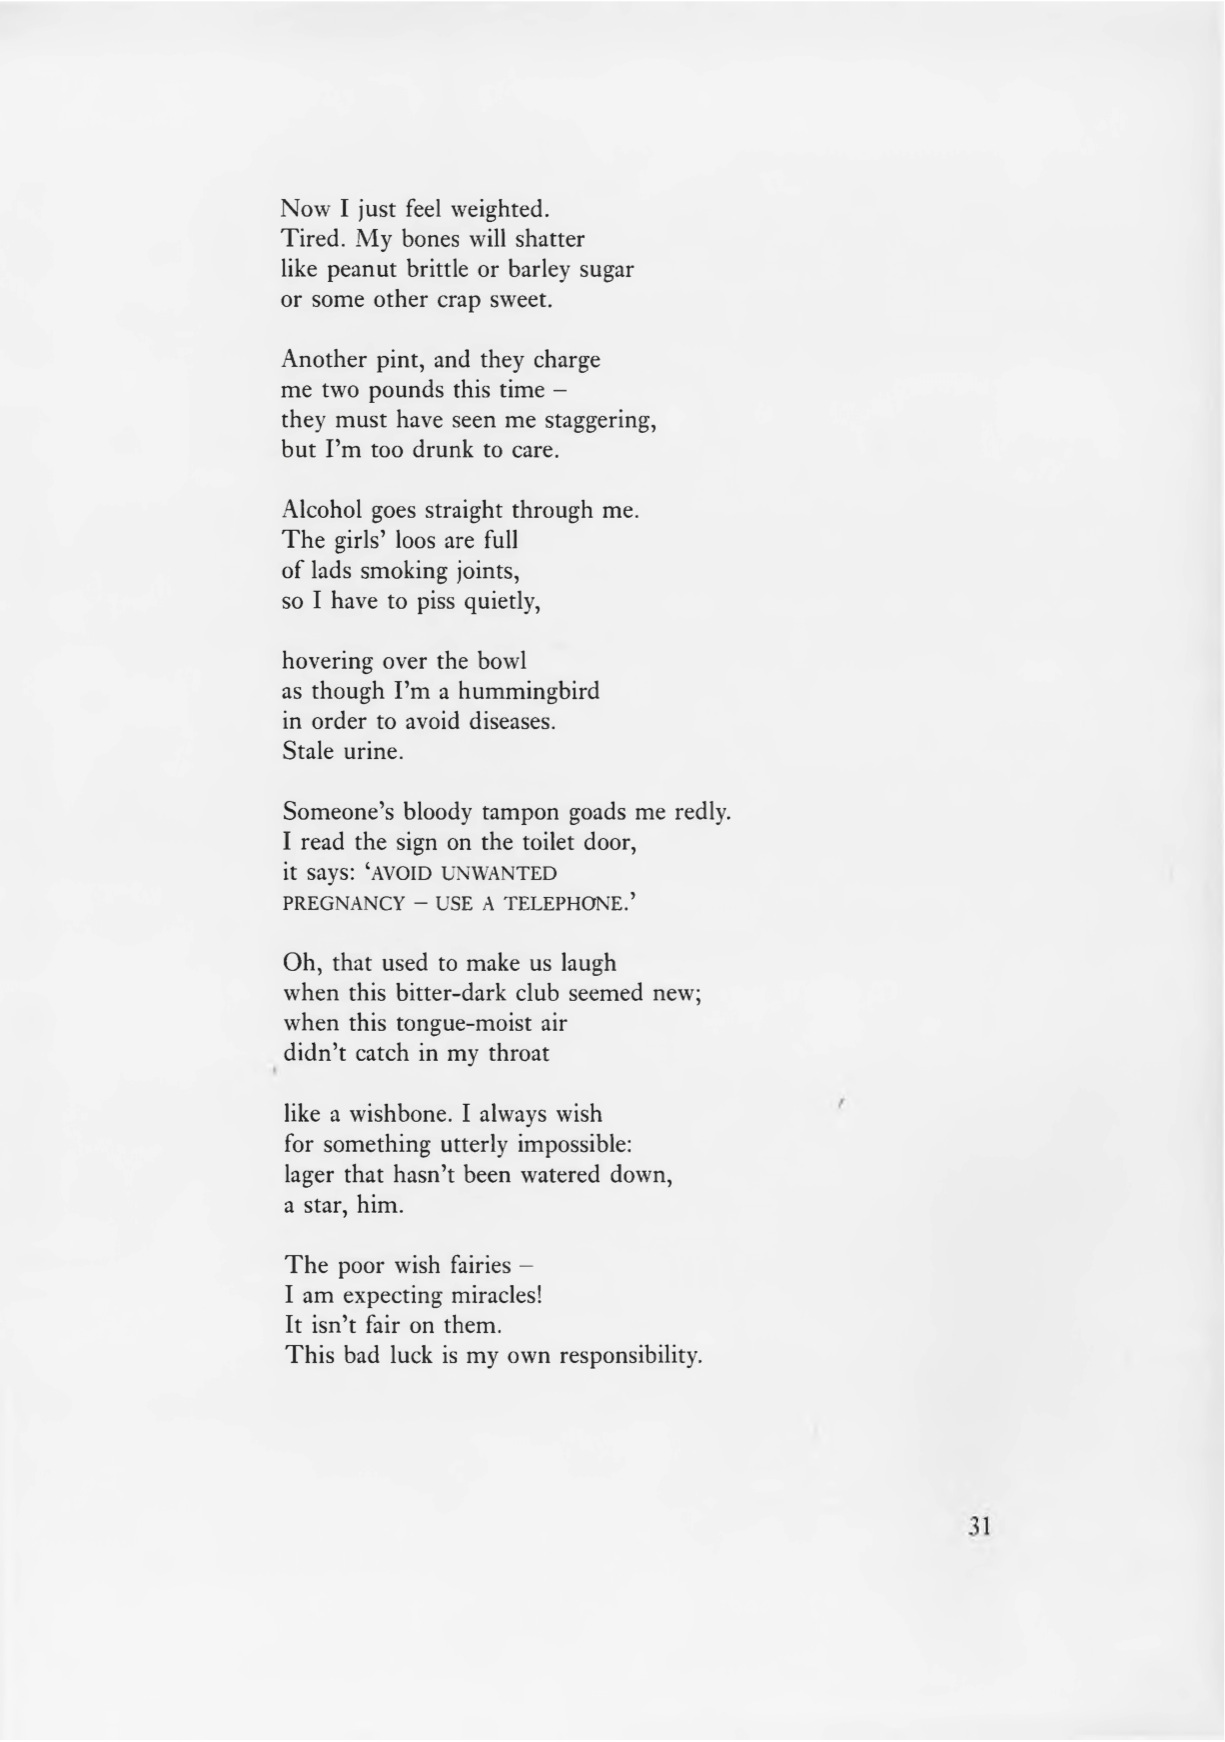 Now I just feel weighted.
Tired. My bones will shatter
like peanut brittle or barley sugar
or some other crap sweet.

Another pint, and they charge
me two pounds this time –
they must have seen me staggering,
but I'm too drunk to care.

Alcohol goes straight through me.
The girls' loos are full
of lads smoking joints,
so I have to piss quietly,

hovering over the bowl
as though I'm a hummingbird
in order to avoid diseases.
Stale urine.

Someone's bloody tampon goads me redly.
I read the sign on the toilet door,
it says: ‘AVOID UNWANTED
PREGNANCY – USE A TELEPHONE.’

Oh, that used to make us laugh
when this bitter-dark club seemed new;
when this tongue-moist air
didn't catch in my throat

like a wishbone. I always wish
for something utterly impossible:
lager that hasn't been watered down,
a star, him.

The poor wish fairies –
I am expecting miracles!
It isn't fair on them.
This bad luck is my own responsibility.

31